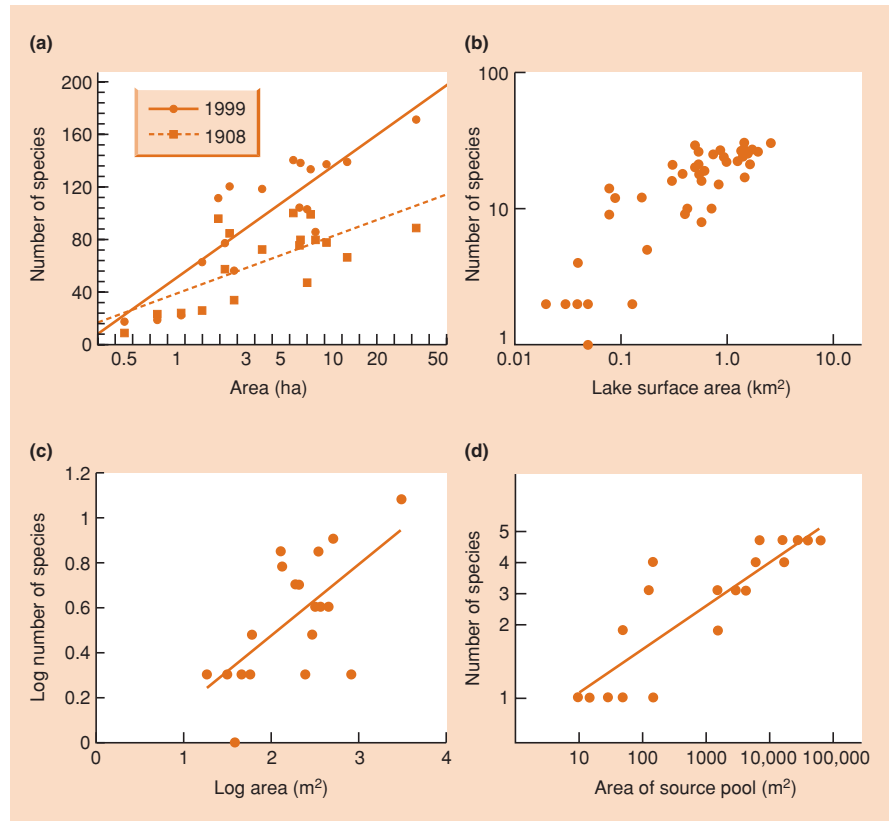 (a)
200
160
120
80
40
0
Number of species
1999
1908
0.5 1 3 5 10 20 50
Area (ha)
(b)
100
10
1
Number of species
0.01 0.1 1.0 10.0
Lake surface area (km²)
(c)
1.2
1
0.8
0.6
0.4
0.2
0
Log number of species
0 1 2 3 4
Log area (m²)
(d)
5
4
3
2
1
Number of species
10 100 1000 10,000 100,000
Area of source pool (m²)